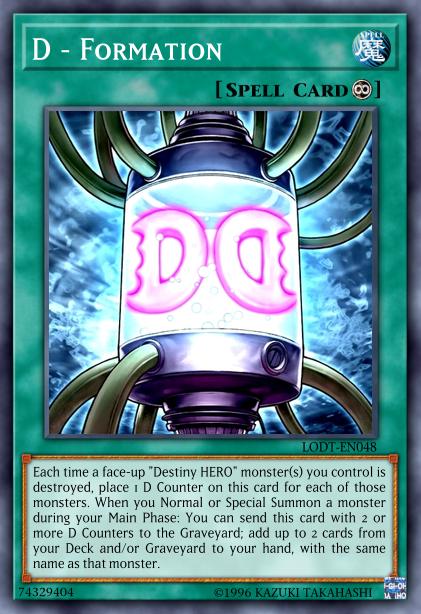 D - Formation
SPELL
魔
[Spell Card]
D D
LODT-EN048
Each time a face-up "Destiny HERO" monster(s) you control is
destroyed, place 1 D Counter on this card for each of those
monsters. When you Normal or Special Summon a monster
during your Main Phase: You can send this card with 2 or
more D Counters to the Graveyard; add up to 2 cards from
your Deck and/or Graveyard to your hand, with the same
name as that monster.
74329404
©1996 KAZUKI TAKAHASHI